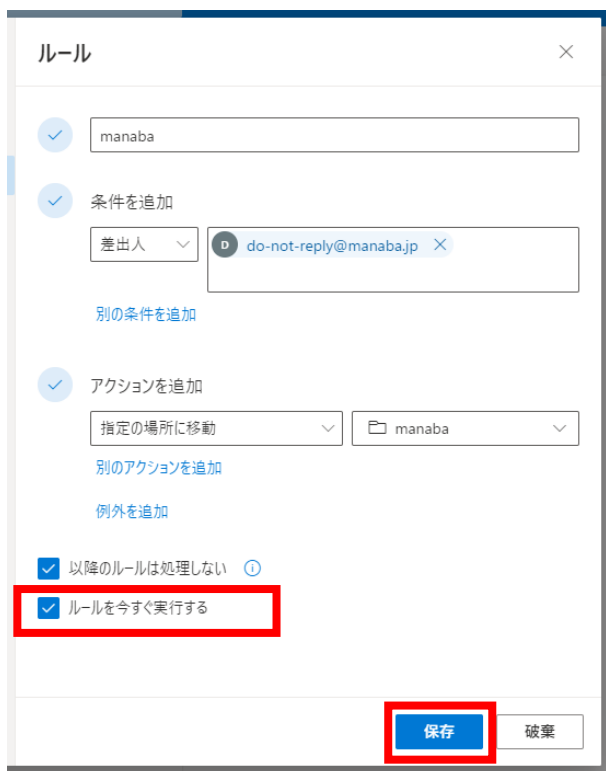 ルール
manaba
条件を追加
差出人
D do-not-reply@manaba.jp
別の条件を追加
アクションを追加
指定の場所に移動 manaba
別のアクションを追加
例外を追加
以降のルールは処理しない
ルールを今すぐ実行する
保存 破棄